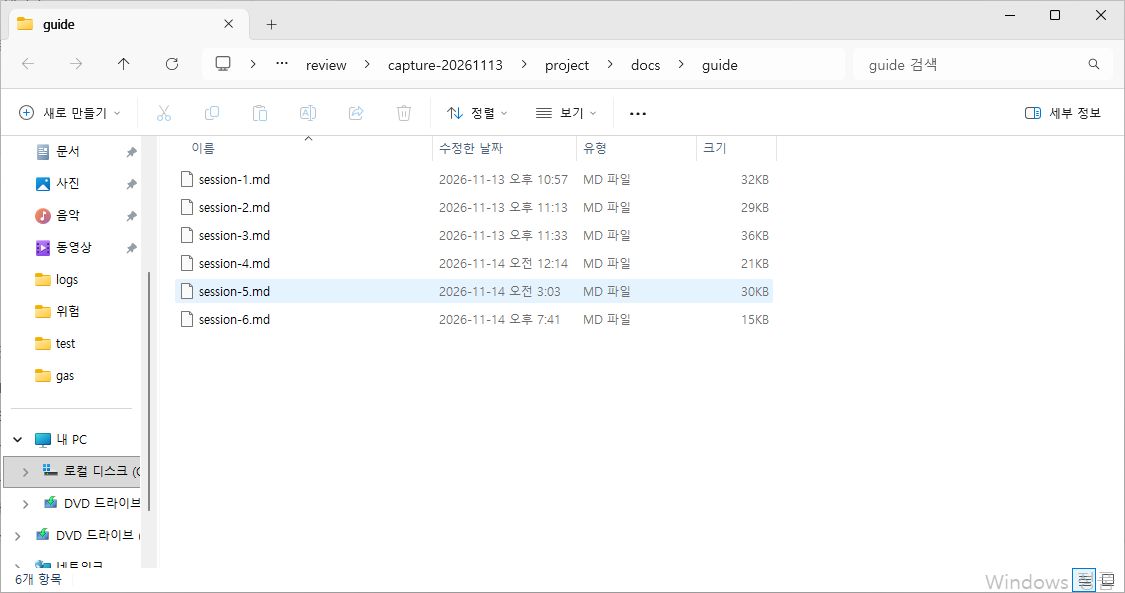 guide
review > capture-20261113 > project > docs > guide
guide 검색
새로 만들기
정렬
보기
세부 정보
이름 수정한 날짜 유형 크기
문서
사진
음악
동영상
logs
위험
test
gas
내 PC
로컬 디스크 (C
DVD 드라이브
DVD 드라이브 (
네트워크
session-1.md 2026-11-13 오후 10:57 MD 파일 32KB
session-2.md 2026-11-13 오후 11:13 MD 파일 29KB
session-3.md 2026-11-13 오후 11:33 MD 파일 36KB
session-4.md 2026-11-14 오전 12:14 MD 파일 21KB
session-5.md 2026-11-14 오전 3:03 MD 파일 30KB
session-6.md 2026-11-14 오후 7:41 MD 파일 15KB
6개 항목
Windows